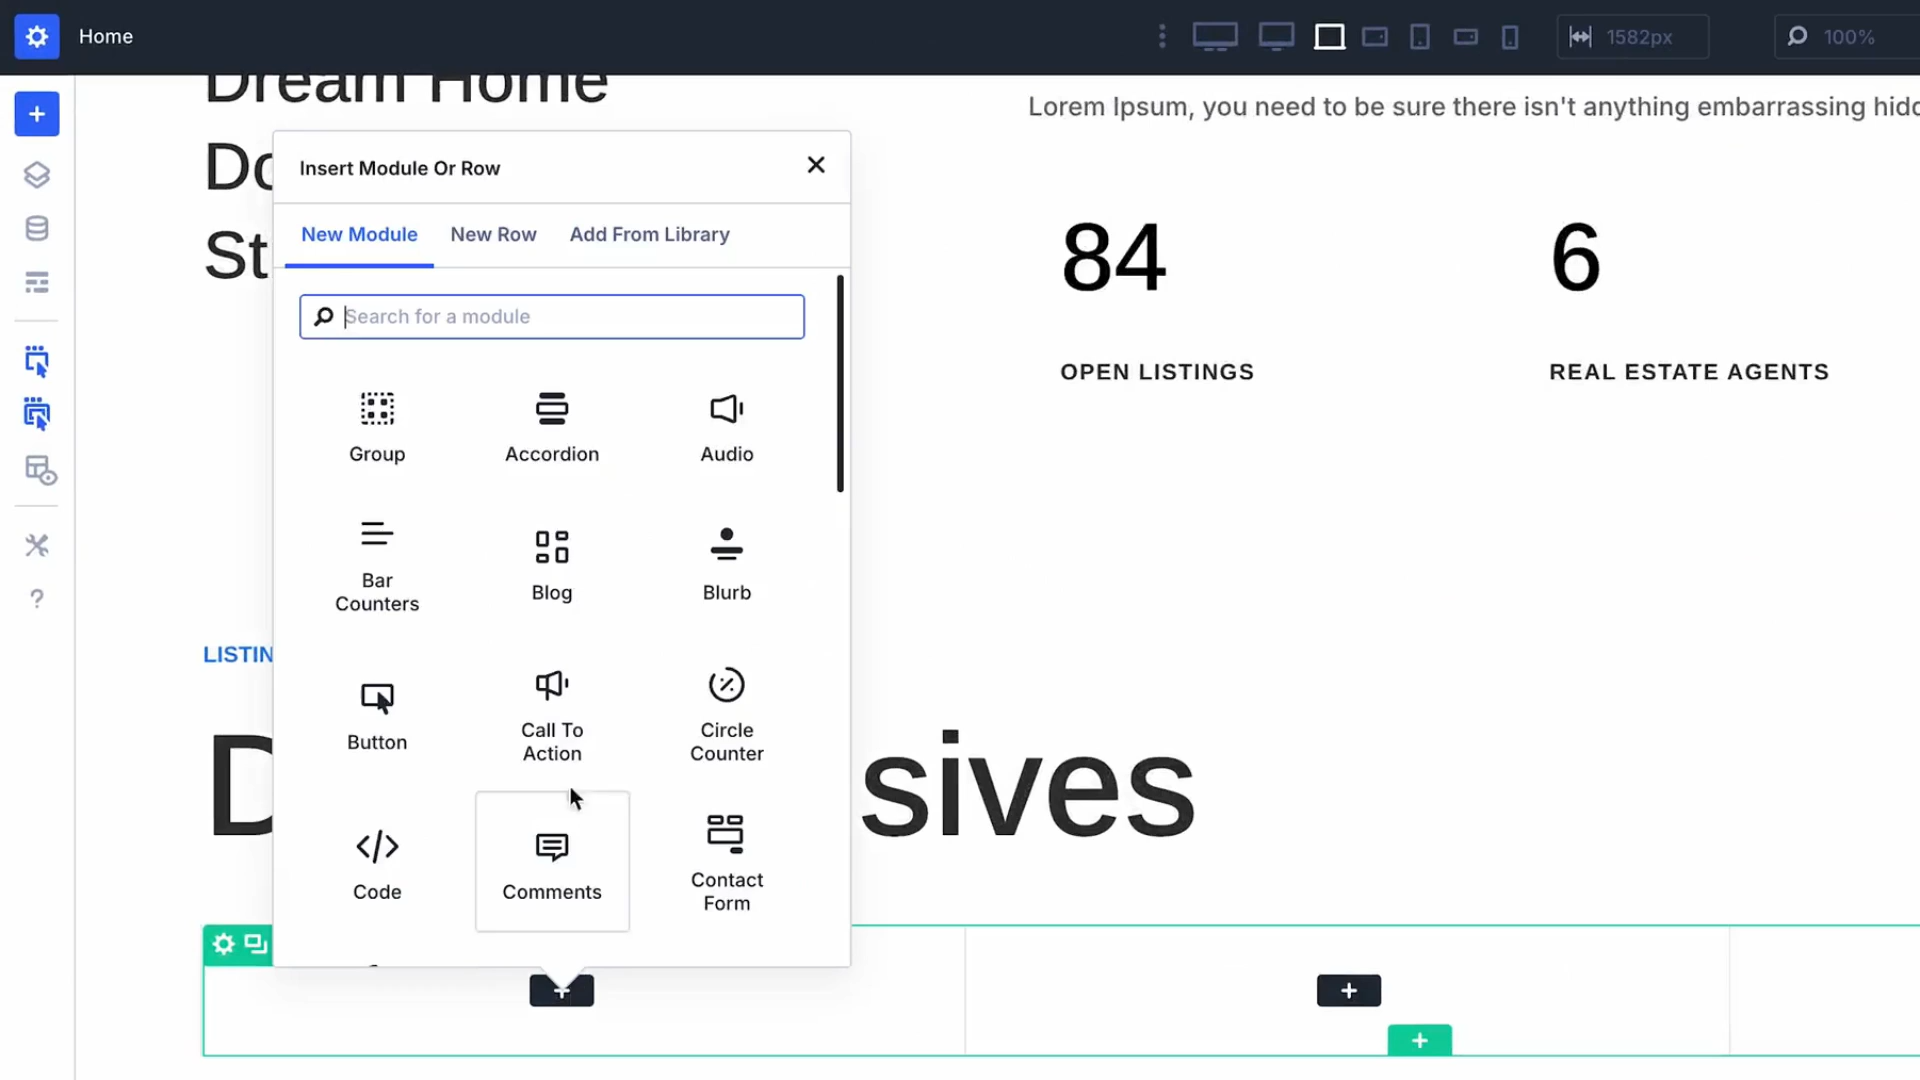 Home
1582px
100%
Dream Home
Lorem Ipsum, you need to be sure there isn't anything embarrassing hidd
Do
Insert Module Or Row
St
New Module
New Row
Add From Library
84
6
Search for a module
OPEN LISTINGS
REAL ESTATE AGENTS
Group
Accordion
Audio
Bar
Counters
Blog
Blurb
LISTIN
Button
Call To
Action
Circle
Counter
D
sives
Code
Comments
Contact
Form